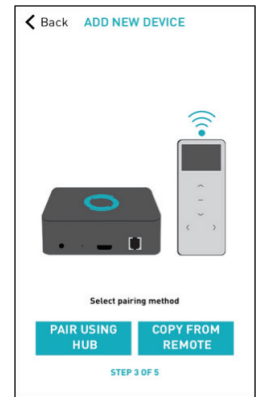 Back ADD NEW DEVICE
Select pairing method
PAIR USING HUB
COPY FROM REMOTE
STEP 3 OF 5